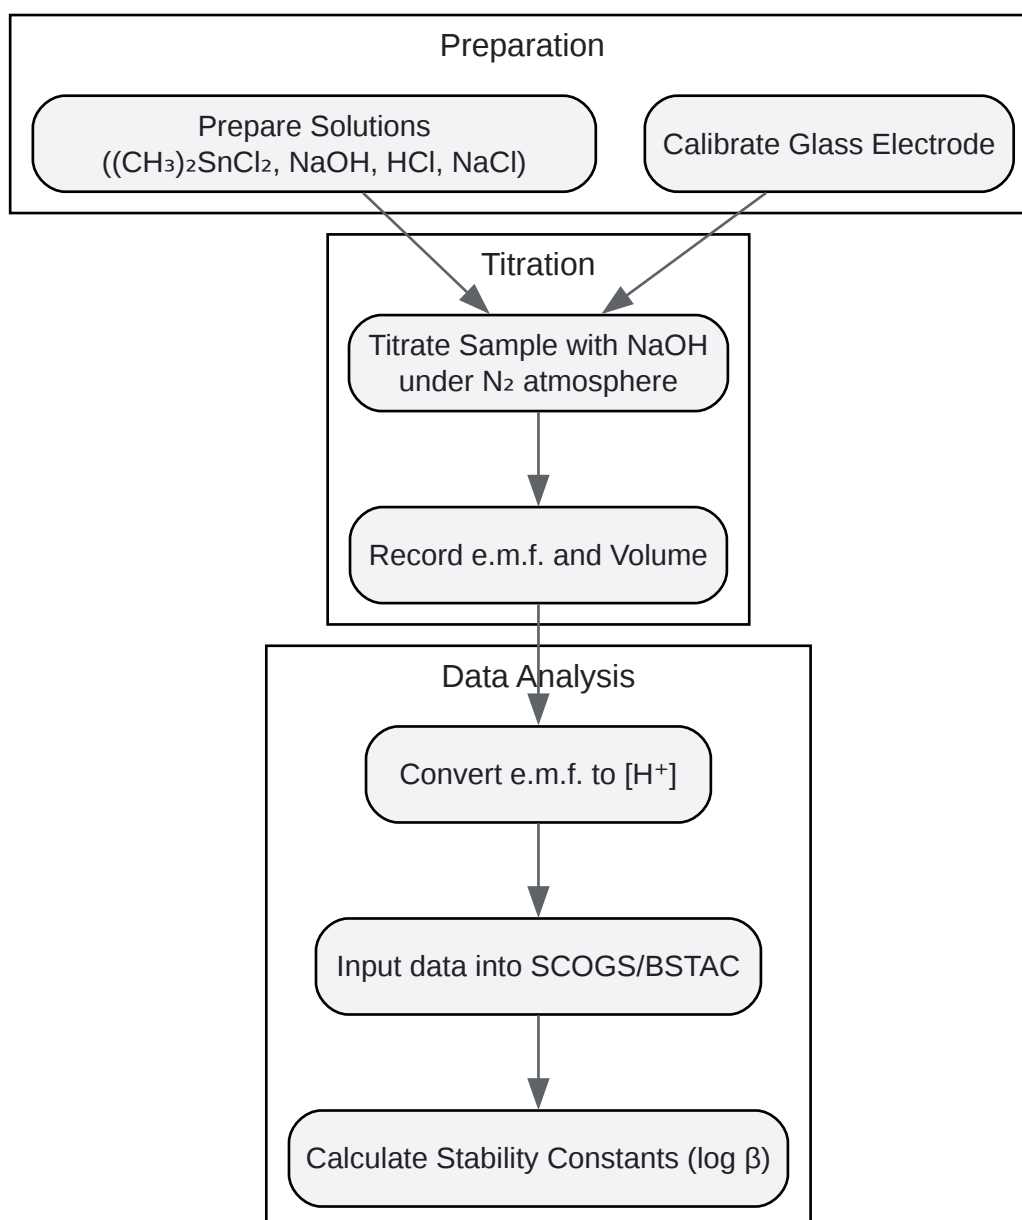 Preparation
Prepare Solutions
((CH₃)₂SnCl₂, NaOH, HCl, NaCl)
Calibrate Glass Electrode
Titration
Titrate Sample with NaOH
under N₂ atmosphere
Record e.m.f. and Volume
Data Analysis
Convert e.m.f. to [H⁺]
Input data into SCOGS/BSTAC
Calculate Stability Constants (log β)